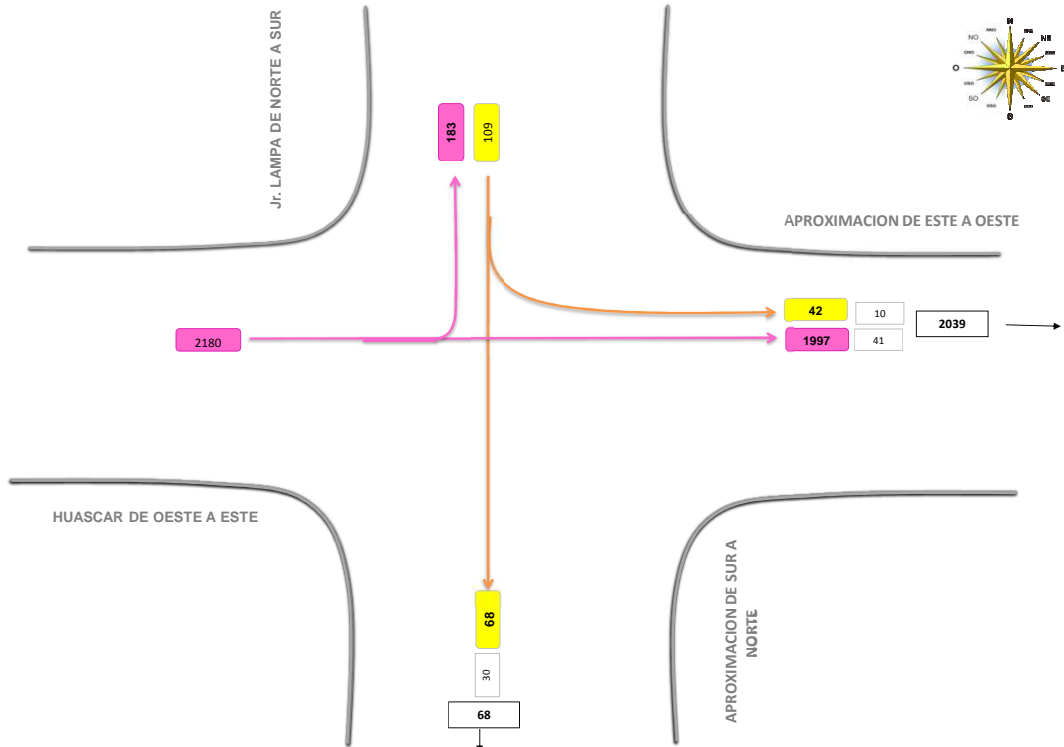 Jr. LAMPA DE NORTE A SUR
183
109
N
NO
NE
O
E
SO
APROXIMACION DE ESTE A OESTE
42
10
2039
2180
1997
41
HUASCAR DE OESTE A ESTE
APROXIMACION DE SUR A
NORTE
68
30
68